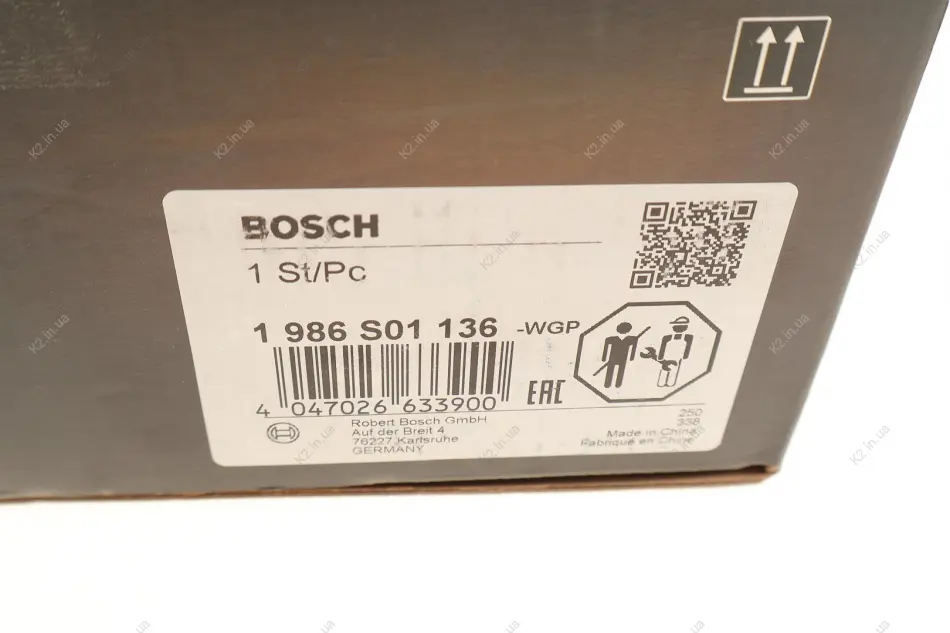 BOSCH
1 St/Pc
1 986 S01 136 -WGP
4 047026 633900
EAC
Robert Bosch GmbH
Auf der Breit 4
76227 Karlsruhe
GERMANY
250
336
Made in China
Fabriqué en Chine
K2.in.ua